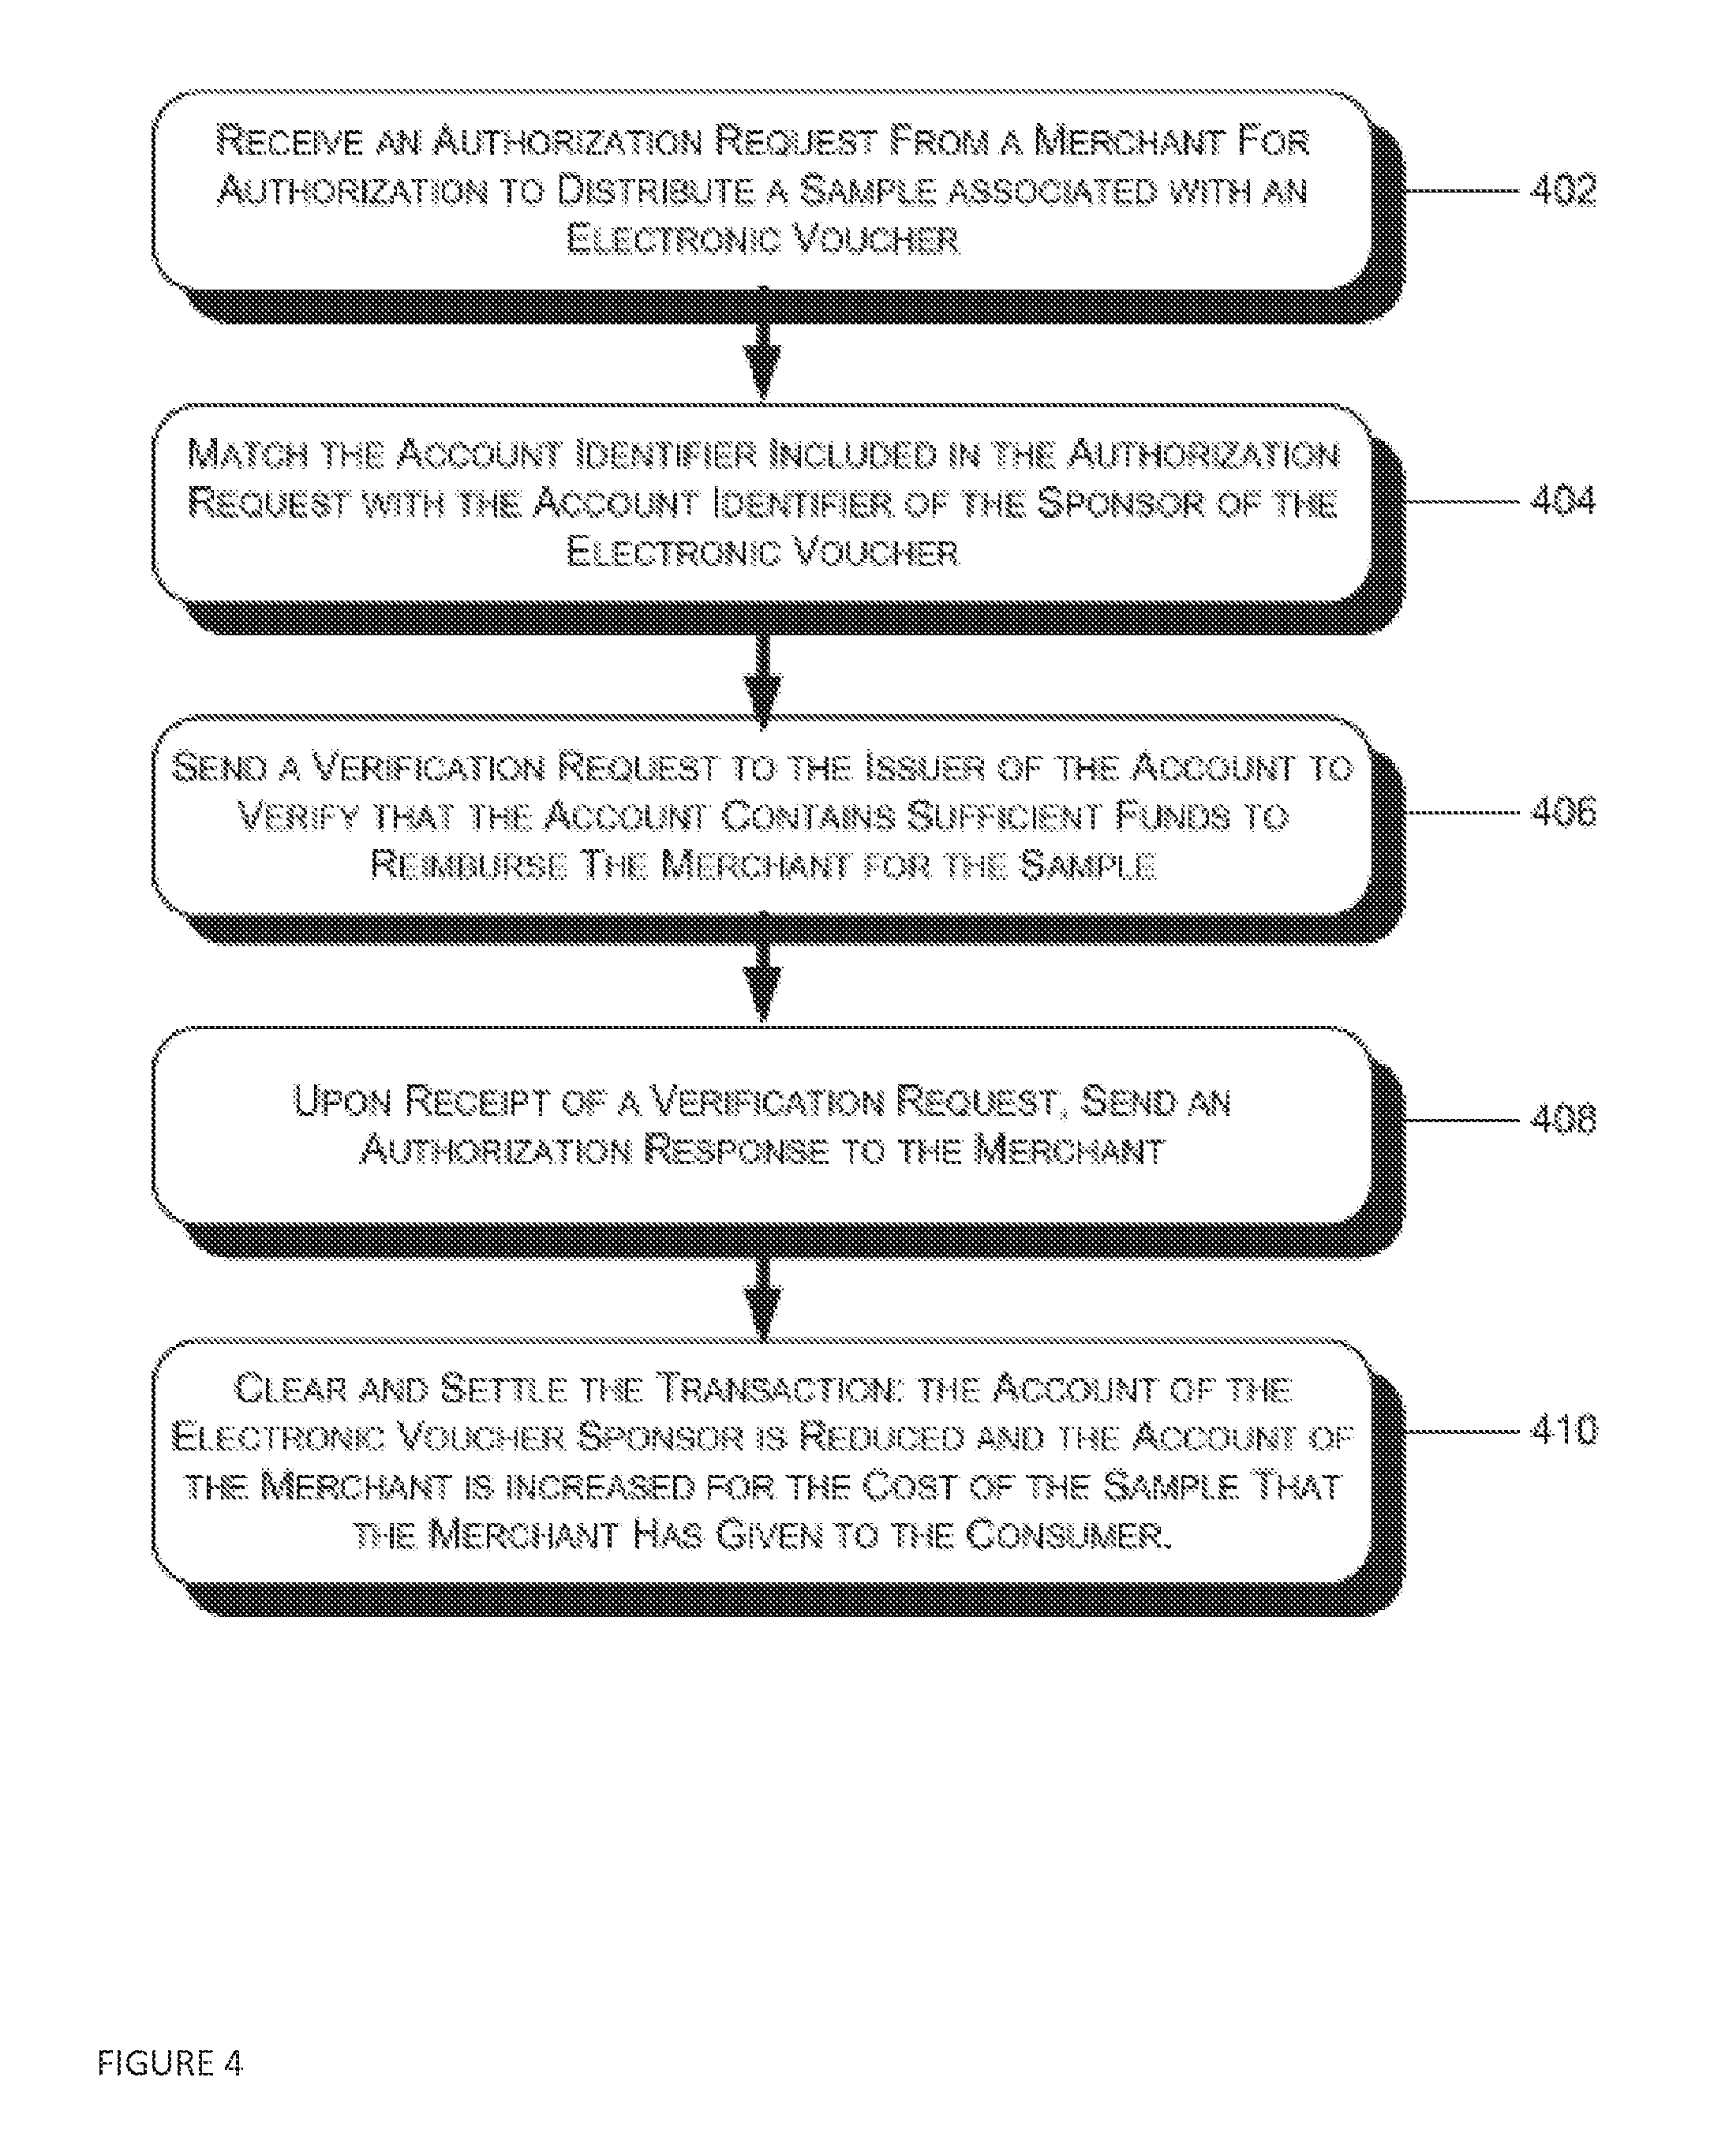 RECEIVE AN AUTHORIZATION REQUEST FROM A MERCHANT FOR
AUTHORIZATION TO DISTRIBUTE A SAMPLE ASSOCIATED WITH AN
ELECTRONIC VOUCHER
402
MATCH THE ACCOUNT IDENTIFIER INCLUDED IN THE AUTHORIZATION
REQUEST WITH THE ACCOUNT IDENTIFIER OF THE SPONSOR OF THE
ELECTRONIC VOUCHER
404
SEND A VERIFICATION REQUEST TO THE ISSUER OF THE ACCOUNT TO
VERIFY THAT THE ACCOUNT CONTAINS SUFFICIENT FUNDS TO
REIMBURSE THE MERCHANT FOR THE SAMPLE
406
UPON RECEIPT OF A VERIFICATION REQUEST, SEND AN
AUTHORIZATION RESPONSE TO THE MERCHANT
408
CLEAR AND SETTLE THE TRANSACTION: THE ACCOUNT OF THE
ELECTRONIC VOUCHER SPONSOR IS REDUCED AND THE ACCOUNT OF
THE MERCHANT IS INCREASED FOR THE COST OF THE SAMPLE THAT
THE MERCHANT HAS GIVEN TO THE CONSUMER.
410
FIGURE 4